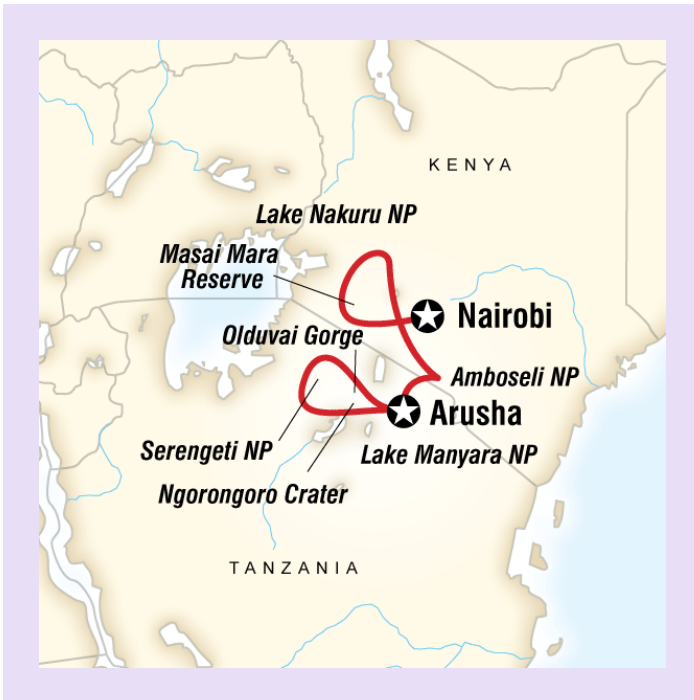 KENYA
Lake Nakuru NP
Masai Mara
Reserve
Nairobi
Olduvai Gorge
Amboseli NP
Arusha
Serengeti NP
Lake Manyara NP
Ngorongoro Crater
TANZANIA